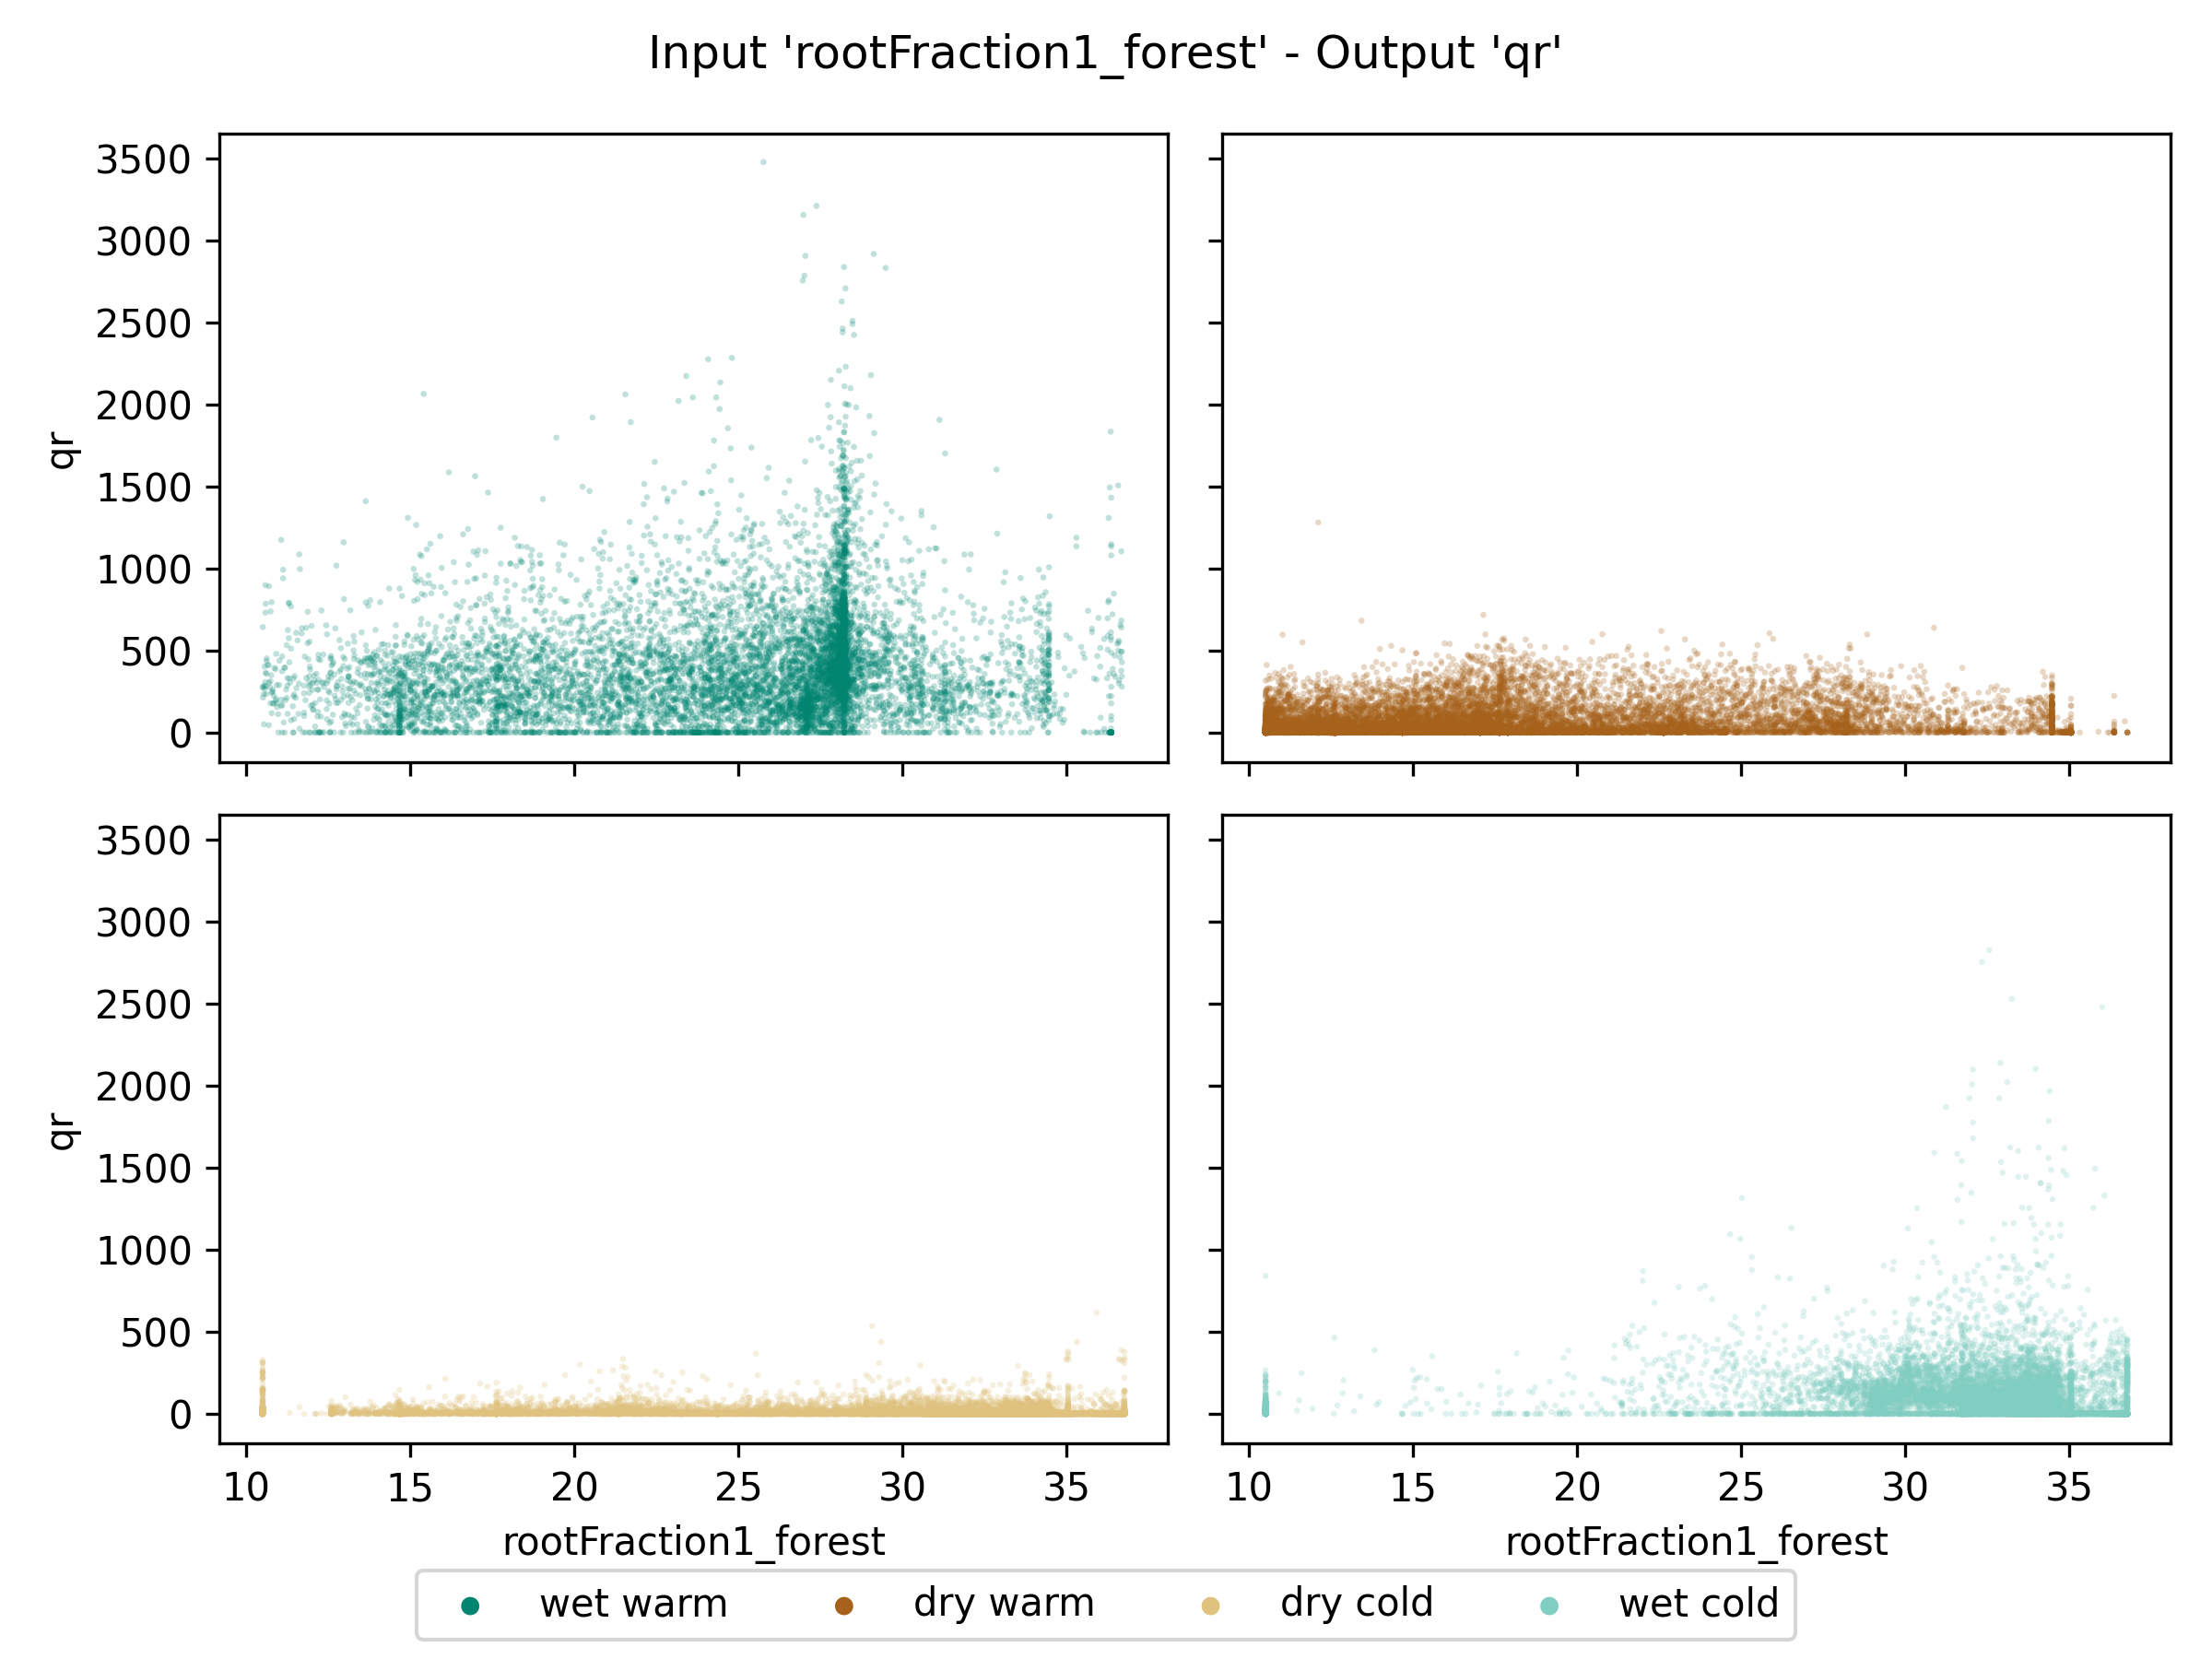 Input 'rootFraction1_forest' - Output 'qr'
3500
3000
2500
2000
1500
1000
500
0
qr
3500
3000
2500
2000
1500
1000
500
0
qr
10 15 20 25 30 35
10 15 20 25 30 35
rootFraction1_forest
rootFraction1_forest
wet warm dry warm dry cold wet cold